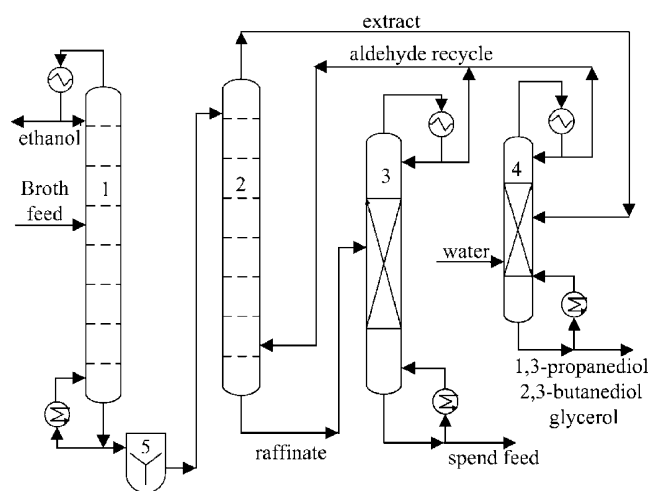 extract
aldehyde recycle
ethanol
Broth
feed
1
2
3
4
water
5
raffinate
spend feed
1,3-propanediol
2,3-butanediol
glycerol